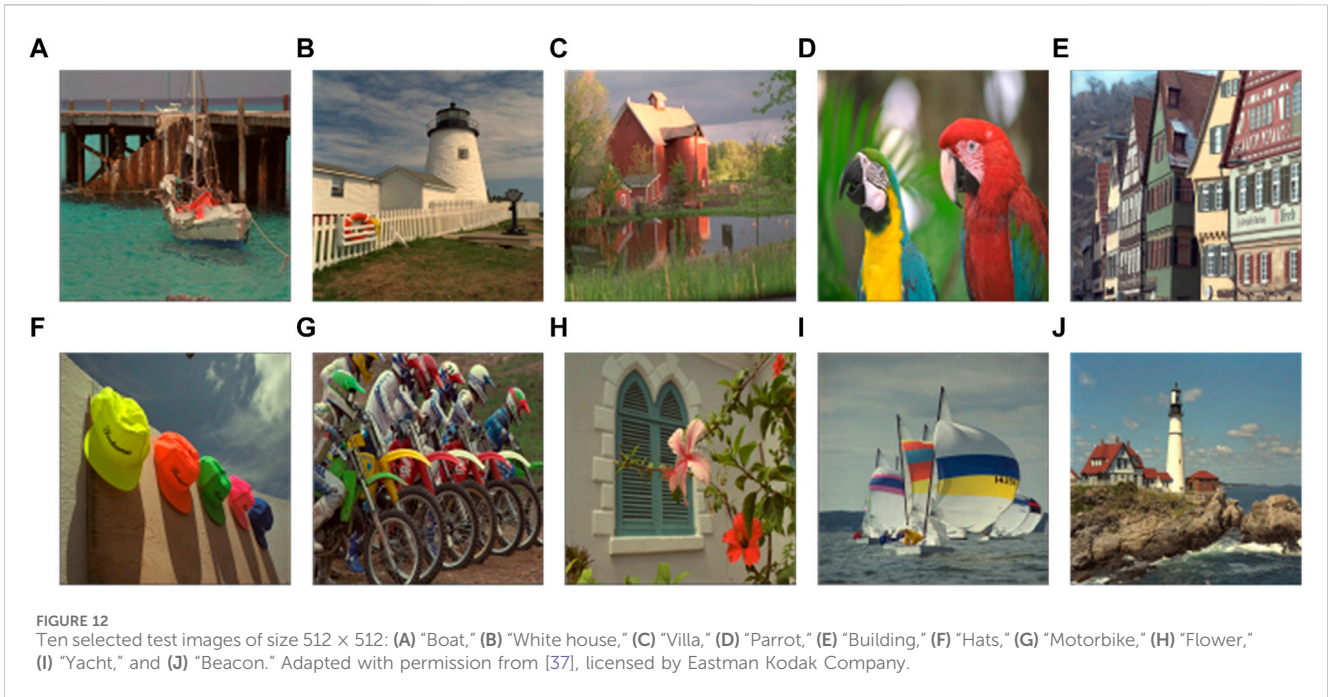 A B C D E
F G H I J
FIGURE 12
Ten selected test images of size 512 × 512: (A) “Boat,” (B) “White house,” (C) “Villa,” (D) “Parrot,” (E) “Building,” (F) “Hats,” (G) “Motorbike,” (H) “Flower,”
(I) “Yacht,” and (J) “Beacon.” Adapted with permission from [37], licensed by Eastman Kodak Company.